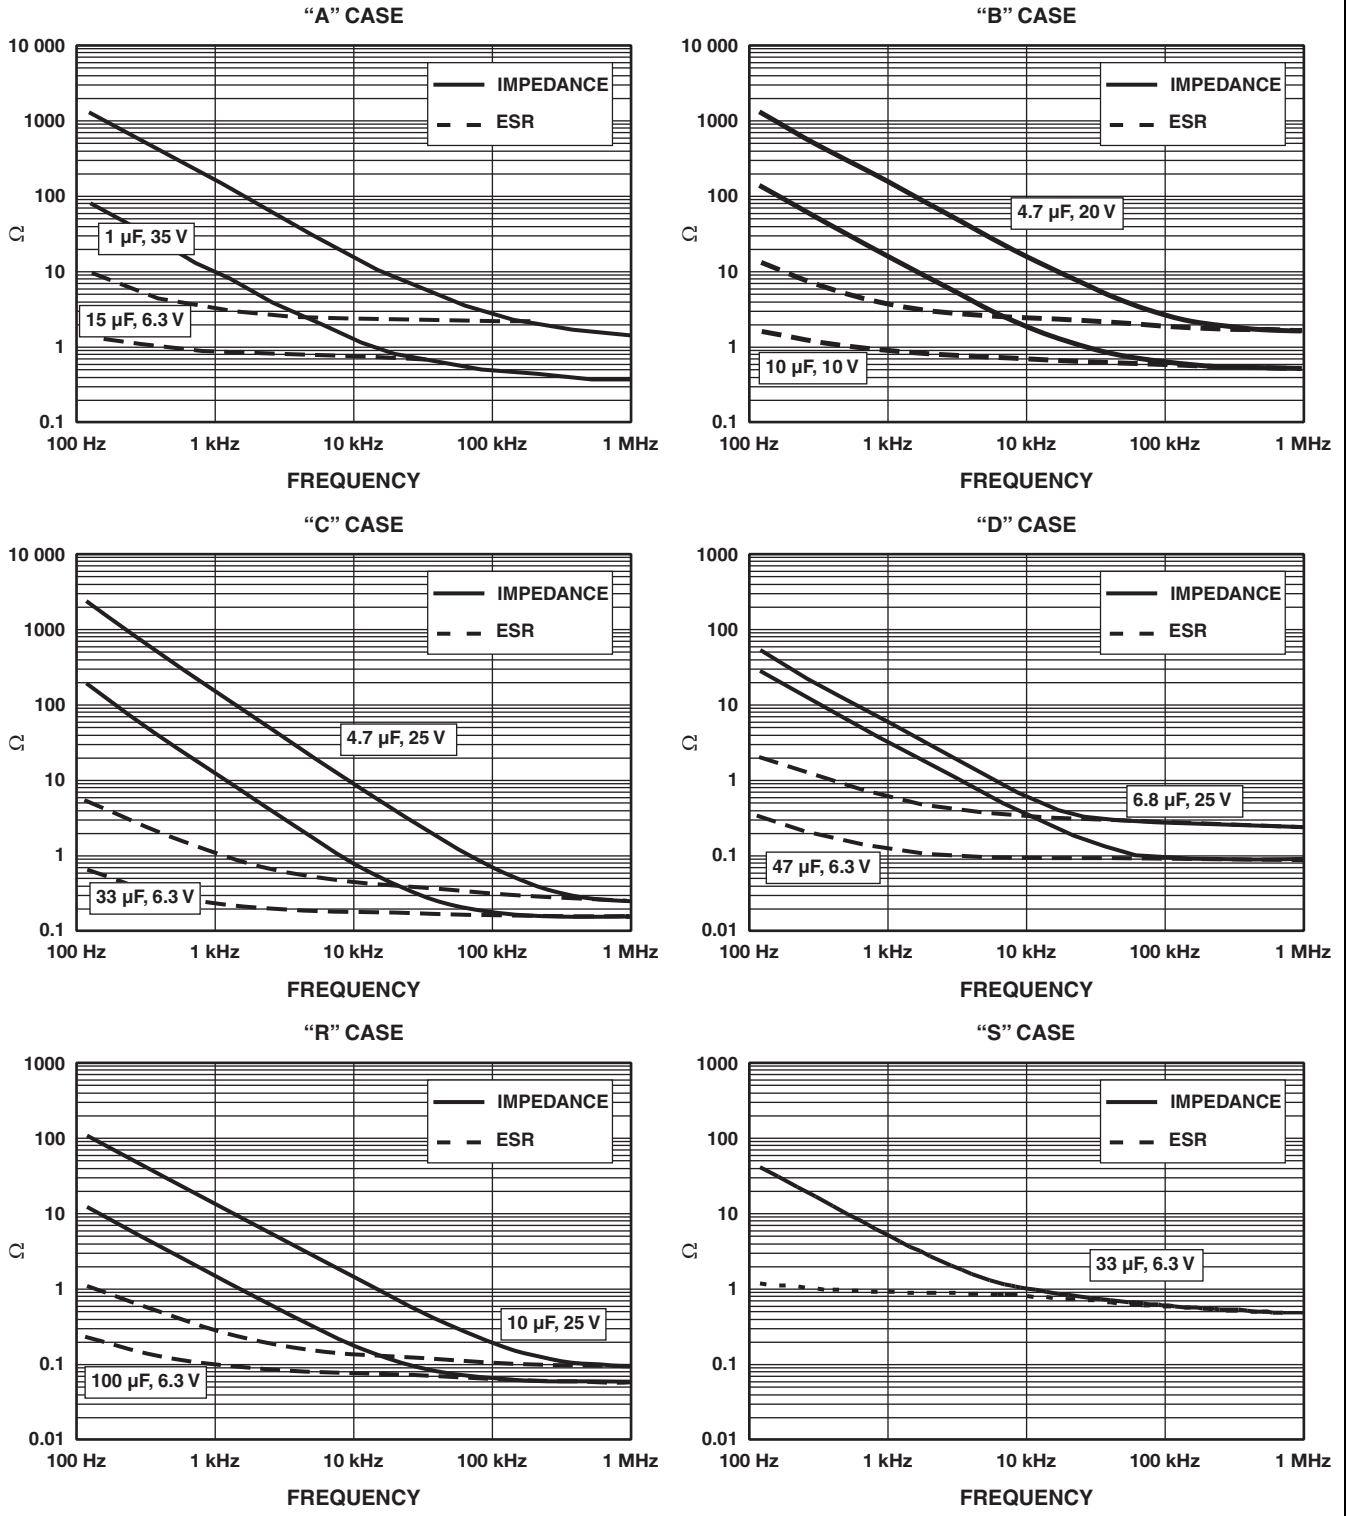 “A” CASE
10 000
1000
100
10
1
0.1
Ω
IMPEDANCE
ESR
1 µF, 35 V
15 µF, 6.3 V
100 Hz 1 kHz 10 kHz 100 kHz 1 MHz
FREQUENCY
“B” CASE
10 000
1000
100
10
1
0.1
Ω
IMPEDANCE
ESR
4.7 µF, 20 V
10 µF, 10 V
100 Hz 1 kHz 10 kHz 100 kHz 1 MHz
FREQUENCY
“C” CASE
10 000
1000
100
10
1
0.1
Ω
IMPEDANCE
ESR
4.7 µF, 25 V
33 µF, 6.3 V
100 Hz 1 kHz 10 kHz 100 kHz 1 MHz
FREQUENCY
“D” CASE
1000
100
10
1
0.1
0.01
Ω
IMPEDANCE
ESR
6.8 µF, 25 V
47 µF, 6.3 V
100 Hz 1 kHz 10 kHz 100 kHz 1 MHz
FREQUENCY
“R” CASE
1000
100
10
1
0.1
0.01
Ω
IMPEDANCE
ESR
10 µF, 25 V
100 µF, 6.3 V
100 Hz 1 kHz 10 kHz 100 kHz 1 MHz
FREQUENCY
“S” CASE
1000
100
10
1
0.1
0.01
Ω
IMPEDANCE
ESR
33 µF, 6.3 V
100 Hz 1 kHz 10 kHz 100 kHz 1 MHz
FREQUENCY